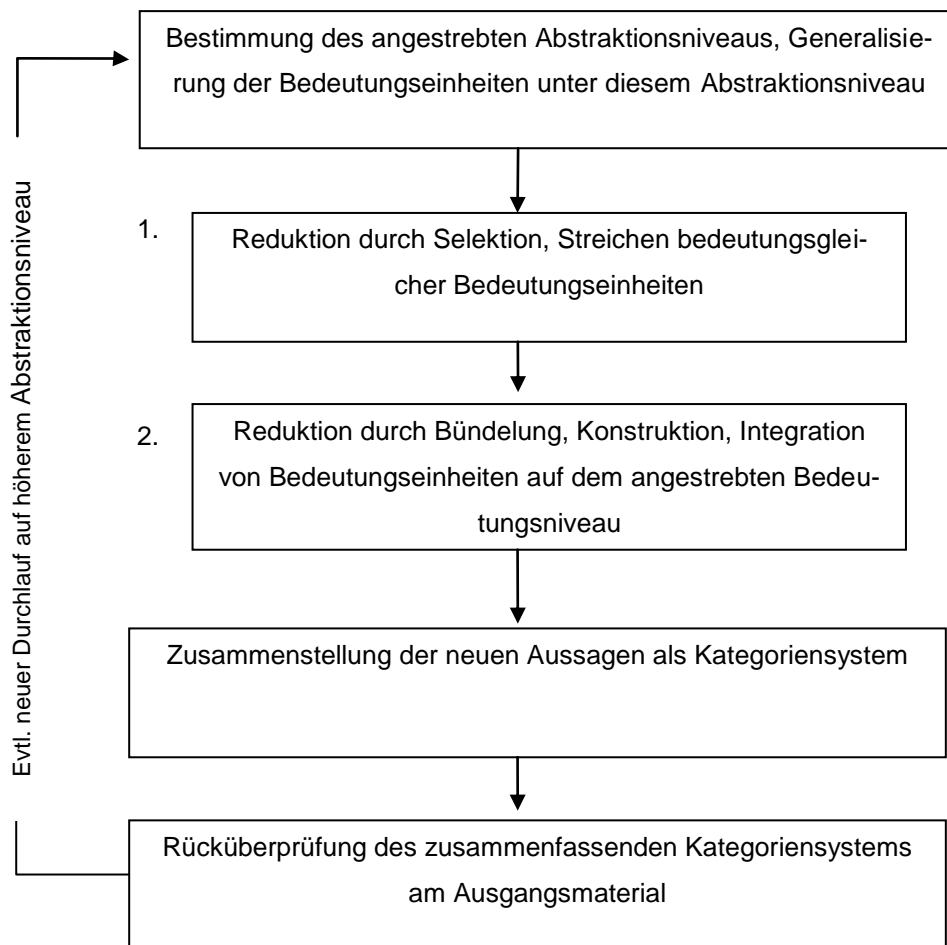 Bestimmung des angestrebten Abstraktionsniveaus, Generalisie-
rung der Bedeutungseinheiten unter diesem Abstraktionsniveau
1.
Reduktion durch Selektion, Streichen bedeutungsglei-
cher Bedeutungseinheiten
2.
Reduktion durch Bündelung, Konstruktion, Integration
von Bedeutungseinheiten auf dem angestrebten Bedeu-
tungsniveau
Zusammenstellung der neuen Aussagen als Kategoriensystem
Rücküberprüfung des zusammenfassenden Kategoriensystems
am Ausgangsmaterial
Evtl. neuer Durchlauf auf höherem Abstraktionsniveau